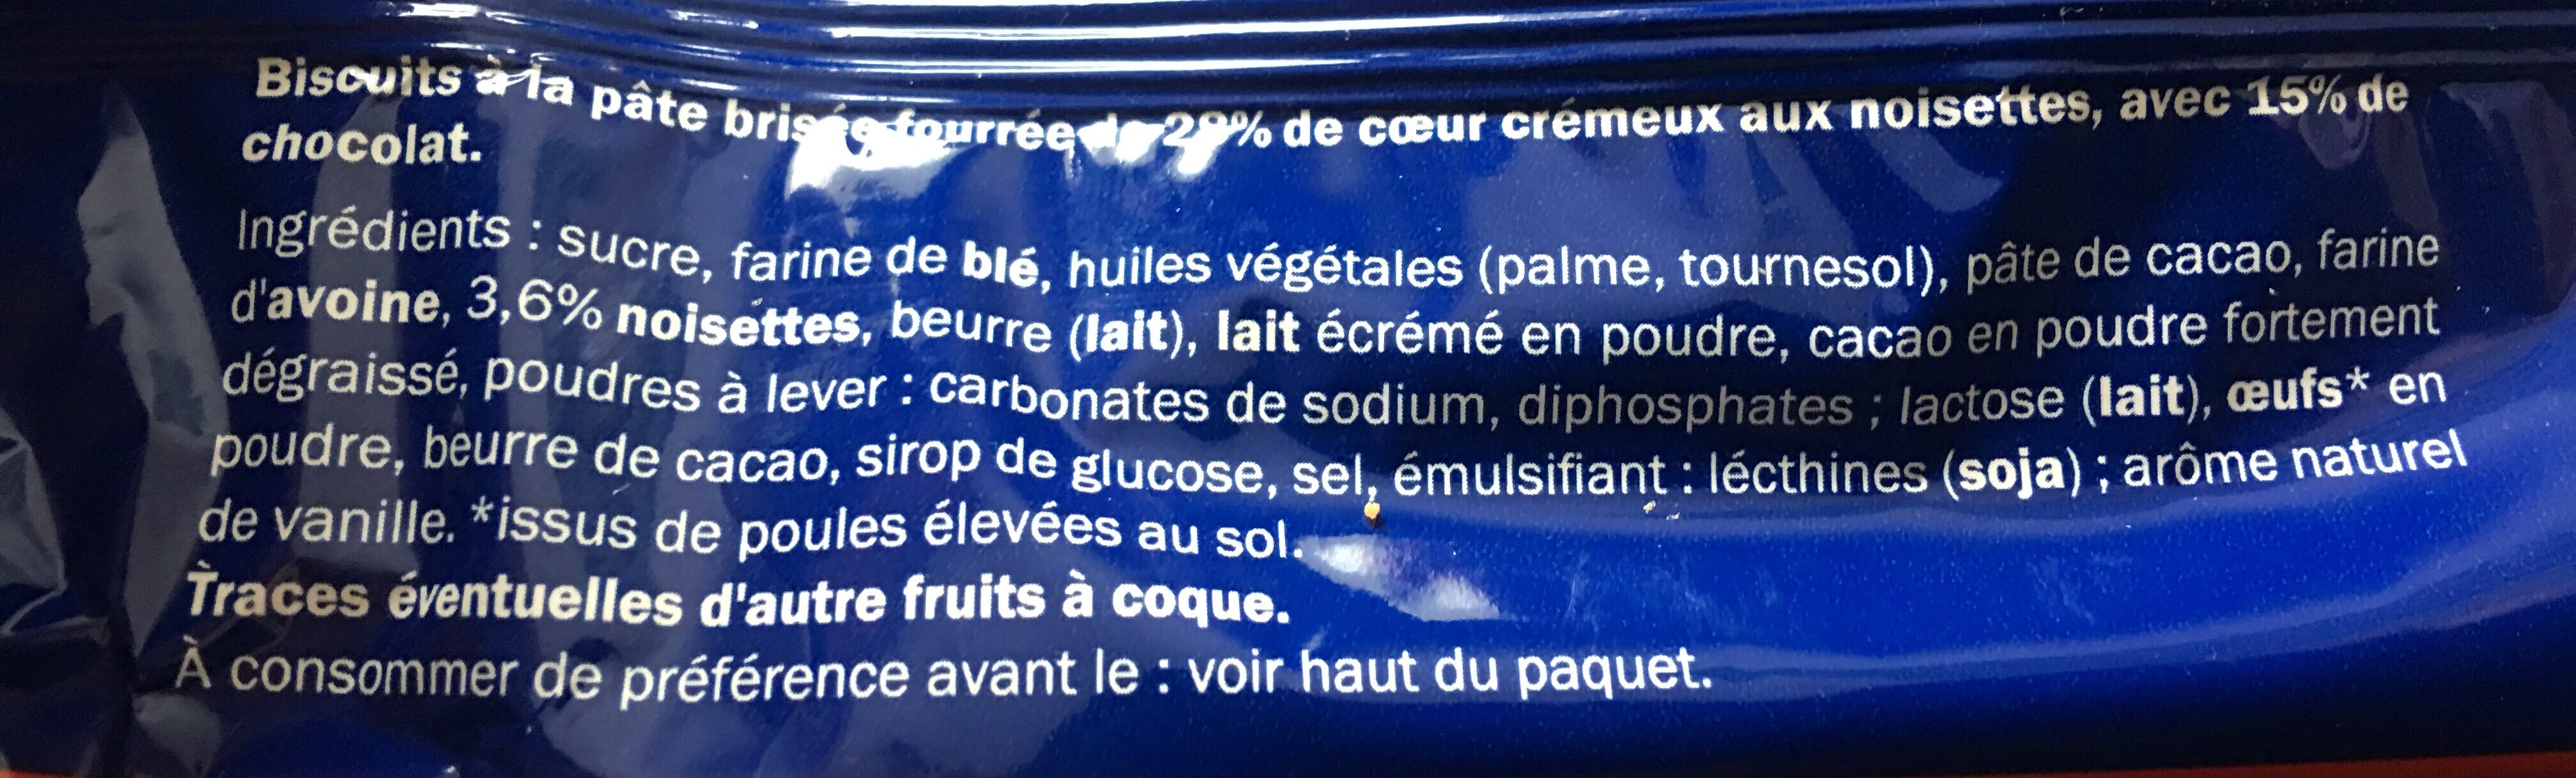 Biscuits à la pâte brisée fourrée de % de cœur crémeux aux noisettes, avec 15% de
chocolat.
Ingrédients : sucre, farine de blé, huiles végétales (palme, tournesol), pâte de cacao, farine
d'avoine, 3,6% noisettes, beurre (lait), lait écrémé en poudre, cacao en poudre fortement
dégraissé, poudres à lever : carbonates de sodium, diphosphates ; lactose (lait), œufs* en
poudre, beurre de cacao, sirop de glucose, sel, émulsifiant : lécthines (soja) ; arôme naturel
de vanille. *issus de poules élevées au sol.
Traces éventuelles d'autre fruits à coque.
À consommer de préférence avant le : voir haut du paquet.